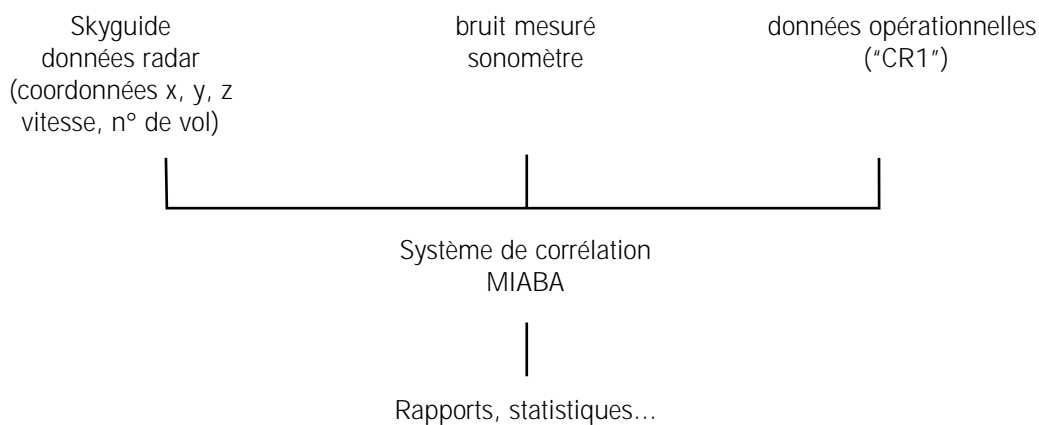 Skyguide
données radar
(coordonnées x, y, z
vitesse, n° de vol)
bruit mesuré
sonomètre
données opérationnelles
("CR1")
Système de corrélation
MIABA
Rapports, statistiques…